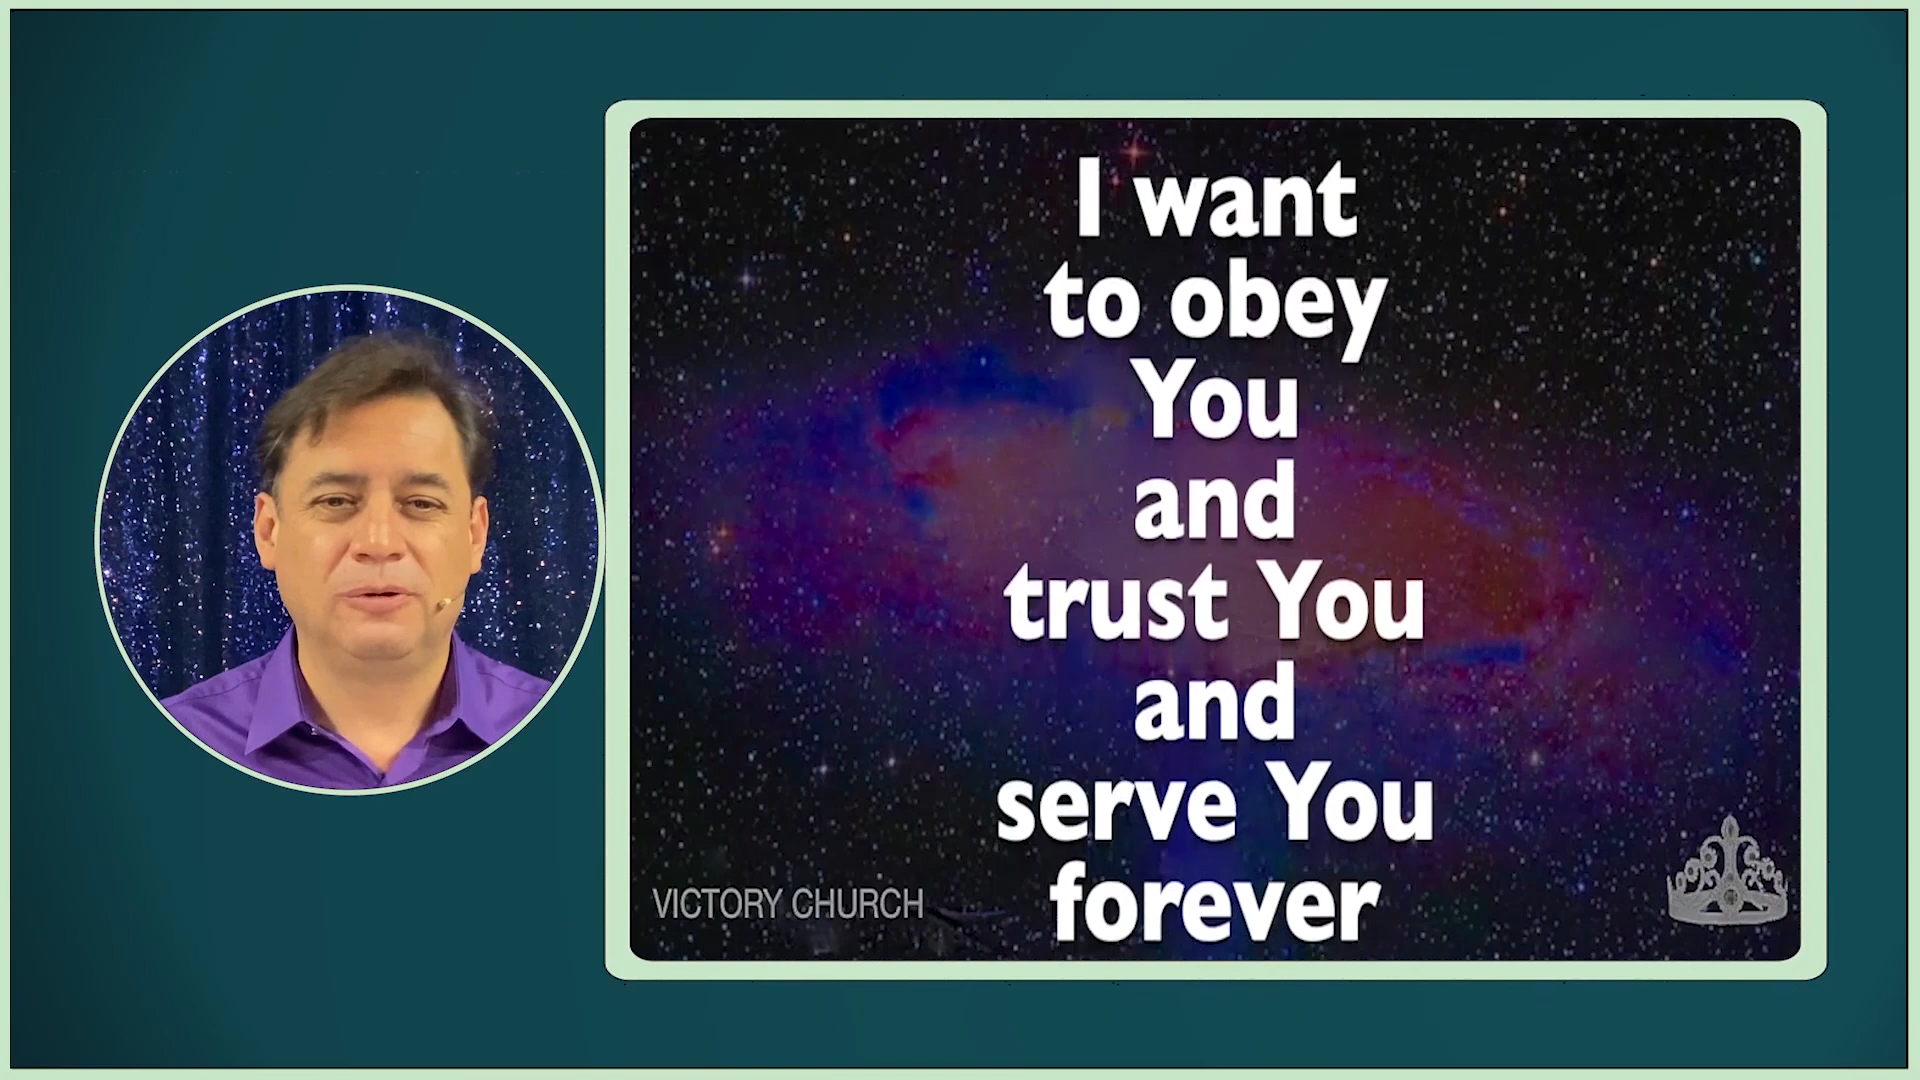 I want
to obey
You
and
trust You
and
serve You
forever
VICTORY CHURCH